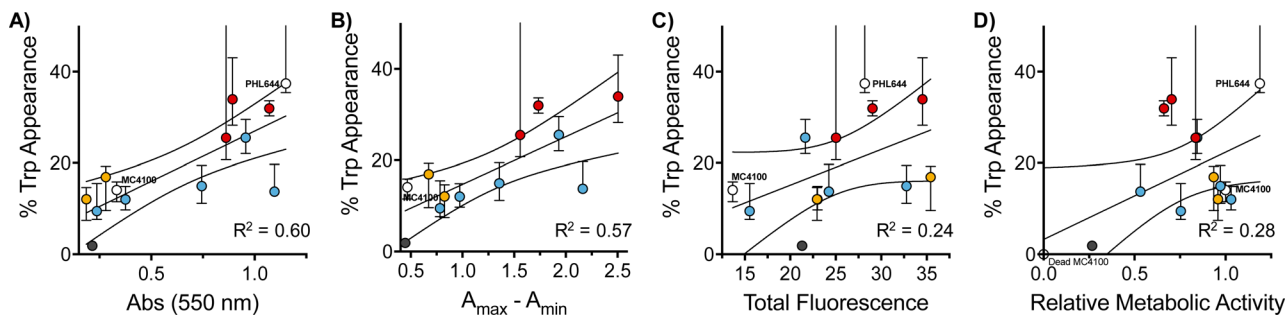 A)
% Trp Appearance
40
20
0
PHL644
MC4100
R² = 0.60
0.5
1.0
Abs (550 nm)
B)
% Trp Appearance
40
20
0
MC4100
R² = 0.57
0.5
1.0
1.5
2.0
2.5
Amax - Amin
C)
% Trp Appearance
40
20
0
PHL644
MC4100
R² = 0.24
15
20
25
30
35
Total Fluorescence
D)
% Trp Appearance
40
20
0
PHL644
MC4100
R² = 0.28
Dead MC4100
0.0
0.5
1.0
Relative Metabolic Activity